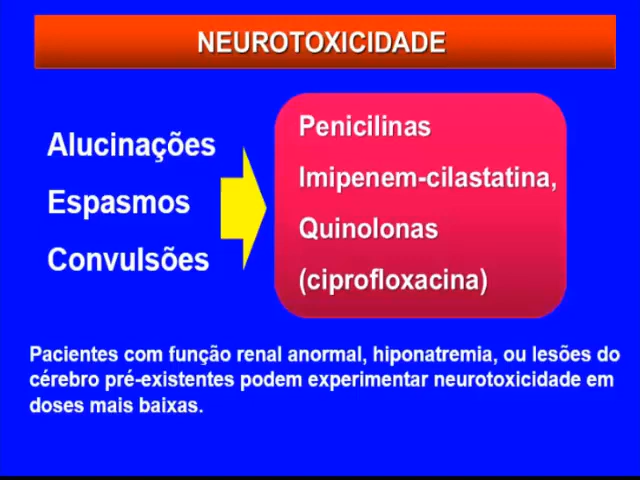 NEUROTOXICIDADE
Alucinações
Espasmos
Convulsões
Penicilinas
Imipenem-cilastatina,
Quinolonas
(ciprofloxacina)
Pacientes com função renal anormal, hiponatremia, ou lesões do
cérebro pré-existentes podem experimentar neurotoxicidade em
doses mais baixas.